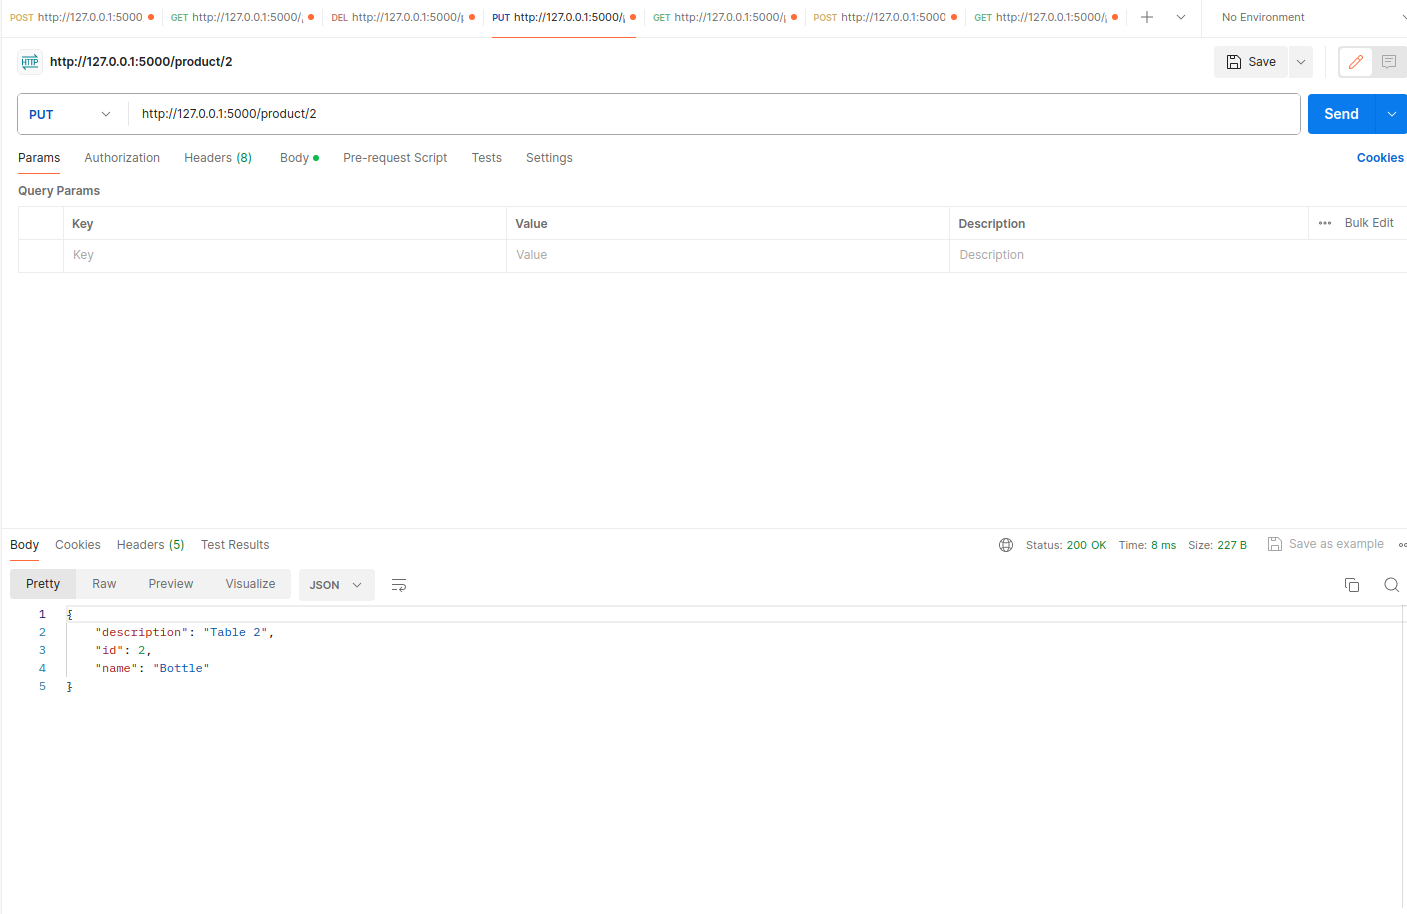 POST http://127.0.0.1:5000 GET http://127.0.0.1:5000/ DEL http://127.0.0.1:5000/ PUT http://127.0.0.1:5000/ GET http://127.0.0.1:5000/ POST http://127.0.0.1:5000 GET http://127.0.0.1:5000/ No Environment
HTTP http://127.0.0.1:5000/product/2 Save
PUT http://127.0.0.1:5000/product/2 Send
Params Authorization Headers (8) Body Pre-request Script Tests Settings Cookies
Query Params
Key Value Description Bulk Edit
Key Value Description
Body Cookies Headers (5) Test Results Status: 200 OK Time: 8 ms Size: 227 B Save as example
Pretty Raw Preview Visualize JSON
1 {
2 "description": "Table 2",
3 "id": 2,
4 "name": "Bottle"
5 }